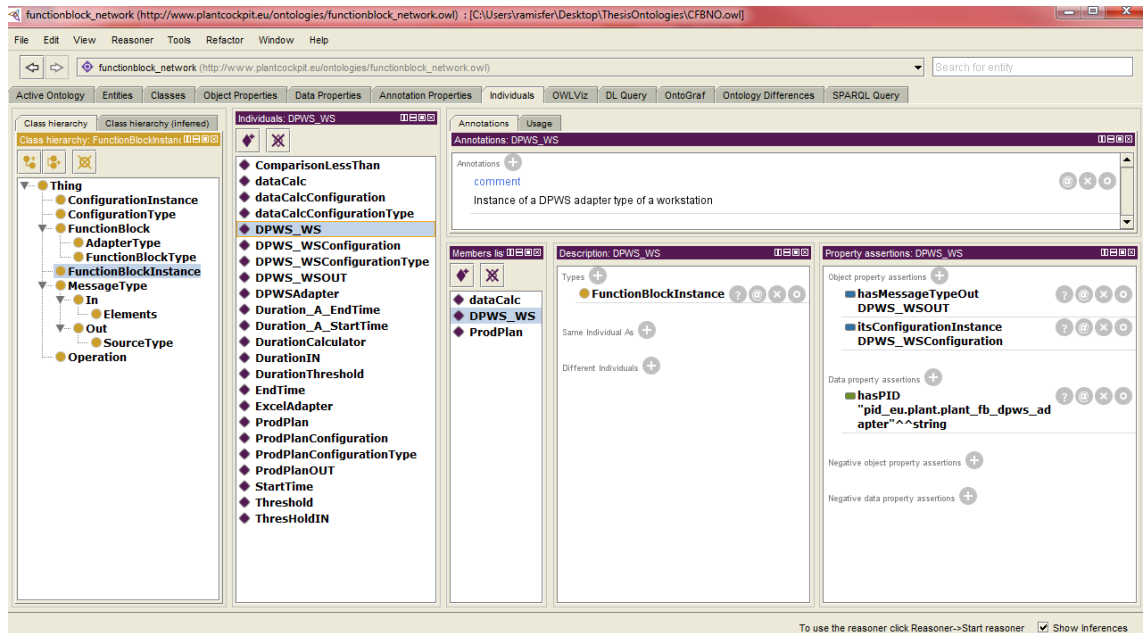 functionblock_network (http://www.plantcockpit.eu/ontologies/functionblock_network.owl) : [C:\Users\ramisfer\Desktop\ThesisOntologies\CFBNO.owl]
File Edit View Reasoner Tools Refactor Window Help
functionblock_network (http://www.plantcockpit.eu/ontologies/functionblock_network.owl)
Search for entity
Active Ontology Entities Classes Object Properties Data Properties Annotation Properties Individuals OWLViz DL Query OntoGraf Ontology Differences SPARQL Query
Class hierarchy Class hierarchy (inferred)
Class hierarchy: FunctionBlockInstanc
Thing
ConfigurationInstance
ConfigurationType
FunctionBlock
AdapterType
FunctionBlockType
FunctionBlockInstance
MessageType
In
Elements
Out
SourceType
Operation
Individuals: DPWS_WS
ComparisonLessThan
dataCalc
dataCalcConfiguration
dataCalcConfigurationType
DPWS_WS
DPWS_WSConfiguration
DPWS_WSConfigurationType
DPWS_WSOUT
DPWSAdapter
Duration_A_EndTime
Duration_A_StartTime
DurationCalculator
DurationIN
DurationThreshold
EndTime
ExcelAdapter
ProdPlan
ProdPlanConfiguration
ProdPlanConfigurationType
ProdPlanOUT
StartTime
Threshold
ThresHoldIN
Annotations Usage
Annotations: DPWS_WS
Annotations
comment
Instance of a DPWS adapter type of a workstation
Members lis
dataCalc
DPWS_WS
ProdPlan
Description: DPWS_WS
Types
FunctionBlockInstance
Same Individual As
Different Individuals
Property assertions: DPWS_WS
Object property assertions
hasMessageTypeOut
DPWS_WSOUT
itsConfigurationInstance
DPWS_WSConfiguration
Data property assertions
hasPID
"pid_eu.plant.plant_fb_dpws_ad
apter"^^string
Negative object property assertions
Negative data property assertions
To use the reasoner click Reasoner->Start reasoner Show Inferences